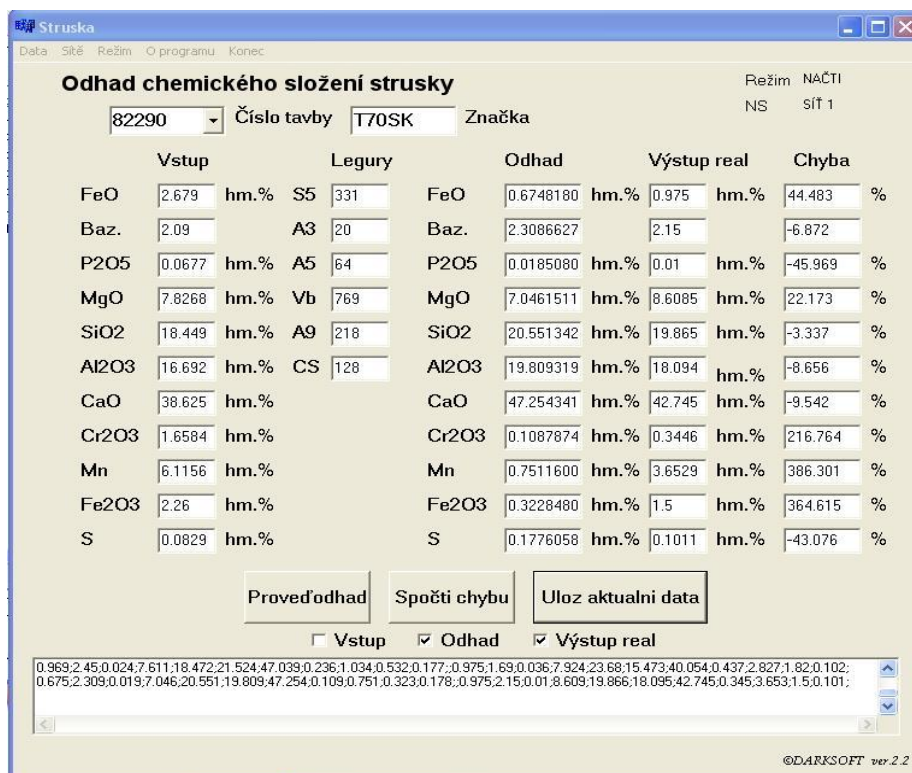 Struska
Data Sítě Režim O programu Konec
Odhad chemického složení strusky
Režim NAČTI
NS SÍŤ 1
82290 Číslo tavby T70SK Značka
Vstup Legury Odhad Výstup real Chyba
FeO 2.679 hm.% S5 331 FeO 0.6748180 hm.% 0.975 hm.% 44.483 %
Baz. 2.09 A3 20 Baz. 2.3086627 2.15 -6.872
P2O5 0.0677 hm.% A5 64 P2O5 0.0185080 hm.% 0.01 hm.% -45.969 %
MgO 7.8268 hm.% Vb 769 MgO 7.0461511 hm.% 8.6085 hm.% 22.173 %
SiO2 18.449 hm.% A9 218 SiO2 20.551342 hm.% 19.865 hm.% -3.337 %
Al2O3 16.692 hm.% CS 128 Al2O3 19.809319 hm.% 18.094 hm.% -8.656 %
CaO 38.625 hm.% CaO 47.254341 hm.% 42.745 hm.% -9.542 %
Cr2O3 1.6584 hm.% Cr2O3 0.1087874 hm.% 0.3446 hm.% 216.764 %
Mn 6.1156 hm.% Mn 0.7511600 hm.% 3.6529 hm.% 386.301 %
Fe2O3 2.26 hm.% Fe2O3 0.3228480 hm.% 1.5 hm.% 364.615 %
S 0.0829 hm.% S 0.1776058 hm.% 0.1011 hm.% -43.076 %
Proveď odhad Spočti chybu Uloz aktualni data
Vstup Odhad Výstup real
0.969;2.45;0.024;7.611;18.472;21.524;47.039;0.236;1.034;0.532;0.177;;0.975;1.69;0.036;7.924;23.68;15.473;40.054;0.437;2.827;1.82;0.102;
0.675;2.309;0.019;7.046;20.551;19.809;47.254;0.109;0.751;0.323;0.178;;0.975;2.15;0.01;8.609;19.866;18.095;42.745;0.345;3.653;1.5;0.101;
©DARKSOFT ver.2.2